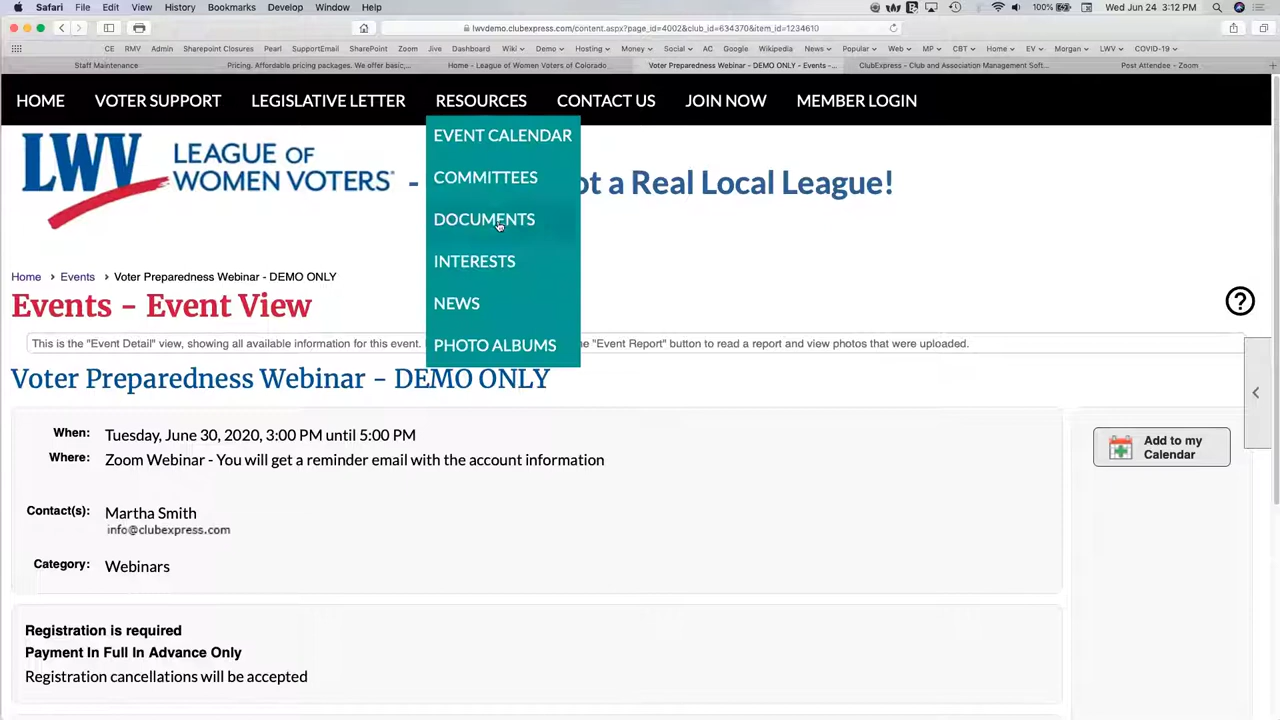 Safari File Edit View History Bookmarks Develop Window Help 100% Wed Jun 24 3:12 PM
lwvdemo.clubexpress.com/content.aspx?page_id=4002&club_id=634370&item_id=1234610
CE RMV Admin Sharepoint Closures Pearl SupportEmail SharePoint Zoom Jive Dashboard Wiki Demo Hosting Money Social AC Google Wikipedia News Popular Web MP CBT Home EV Morgan LWV COVID-19
Staff Maintenance Pricing. Affordable pricing packages. We offer basic,... Home - League of Women Voters of Colorado Voter Preparedness Webinar - DEMO ONLY - Events -... ClubExpress - Club and Association Management Soft... Post Attendee - Zoom
HOME VOTER SUPPORT LEGISLATIVE LETTER RESOURCES CONTACT US JOIN NOW MEMBER LOGIN
EVENT CALENDAR
COMMITTEES
DOCUMENTS
INTERESTS
NEWS
PHOTO ALBUMS
LWV LEAGUE OF
WOMEN VOTERS® - ot a Real Local League!
Home > Events > Voter Preparedness Webinar - DEMO ONLY
Events - Event View
This is the "Event Detail" view, showing all available information for this event. "Event Report" button to read a report and view photos that were uploaded.
Voter Preparedness Webinar - DEMO ONLY
When: Tuesday, June 30, 2020, 3:00 PM until 5:00 PM
Where: Zoom Webinar - You will get a reminder email with the account information
Contact(s): Martha Smith
info@clubexpress.com
Category: Webinars
Add to my
Calendar
Registration is required
Payment In Full In Advance Only
Registration cancellations will be accepted